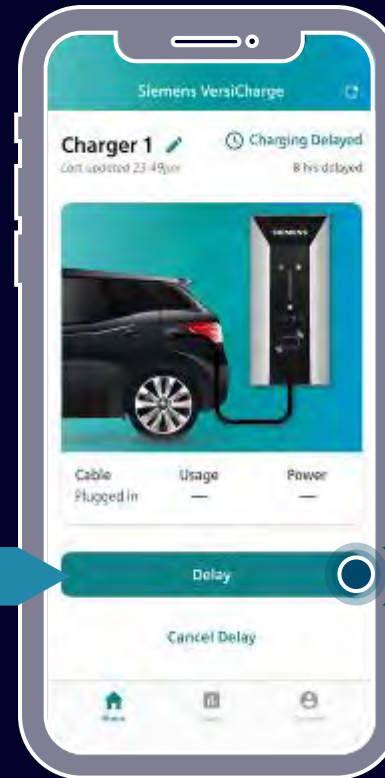 Siemens VersiCharge
Charger 1
Charging Delayed
Last updated 23:49pm
8 hrs delayed
SIEMENS
Cable
Usage
Power
Plugged in
—
—
Delay
Cancel Delay
Home